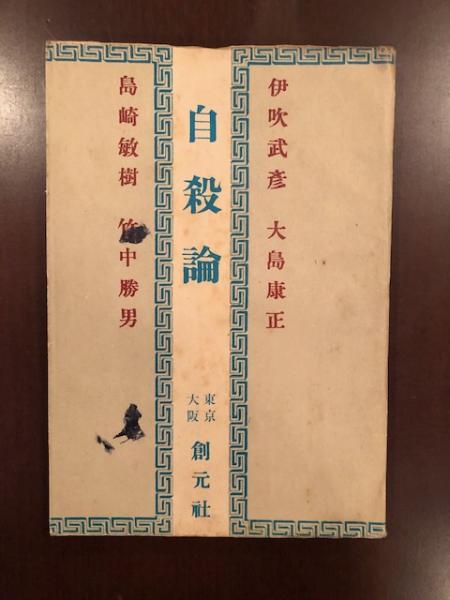 伊吹武彦 大島康正
自殺論
東京
大阪
創元社
島崎敏樹 竹中勝男